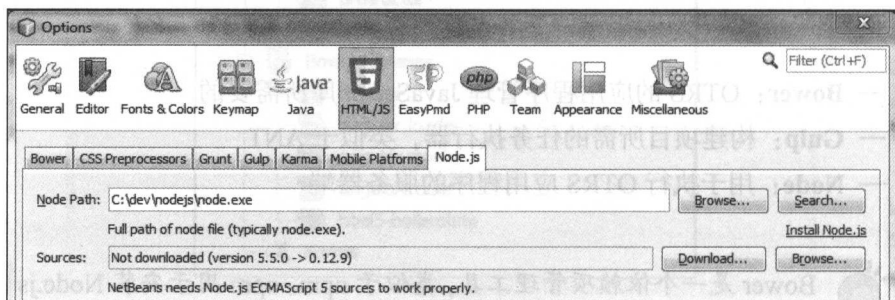 Options
Filter (Ctrl+F)
General Editor Fonts & Colors Keymap Java HTML/JS EasyPmd PHP Team Appearance Miscellaneous
Bower CSS Preprocessors Grunt Gulp Karma Mobile Platforms Node.js
Node Path: C:\dev\nodejs\node.exe Browse... Search...
Full path of node file (typically node.exe). Install Node.js
Sources: Not downloaded (version 5.5.0 -> 0.12.9) Download... Browse...
NetBeans needs Node.js ECMAScript sources to work properly.